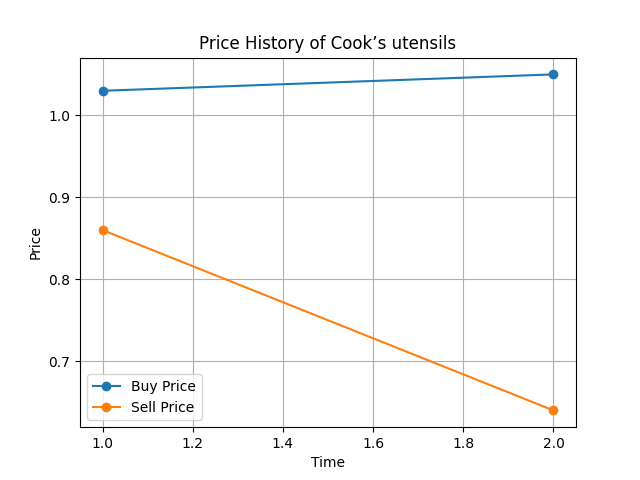 Price History of Cook’s utensils
1.0
0.9
0.8
0.7
Price
Buy Price
Sell Price
1.0 1.2 1.4 1.6 1.8 2.0
Time